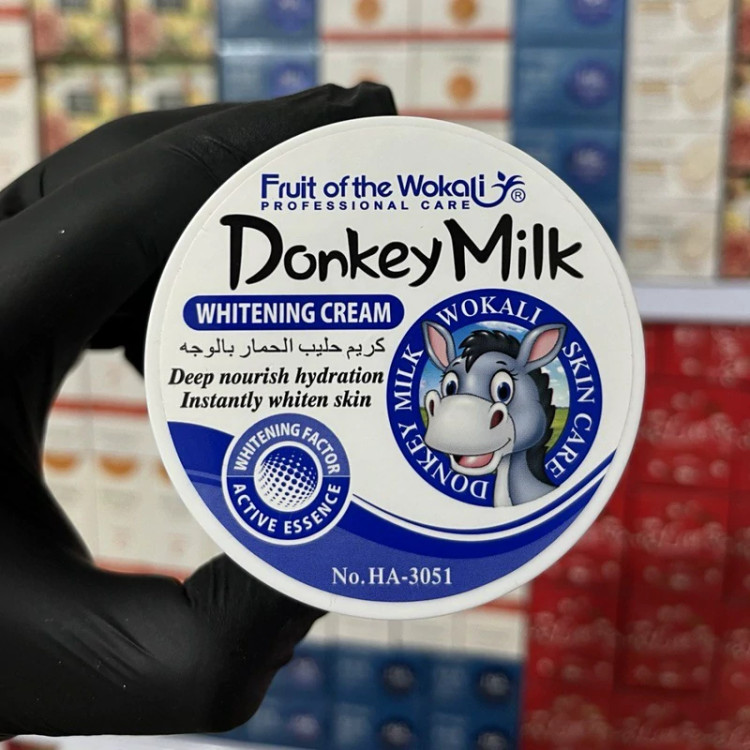 Fruit of the Wokali ®
PROFESSIONAL CARE
Donkey Milk
WHITENING CREAM
كريم حليب الحمار بالوجه
Deep nourish hydration
Instantly whiten skin
WHITENING FACTOR
ACTIVE ESSENCE
DONKEY MILK WOKALI SKIN CARE
No.HA-3051